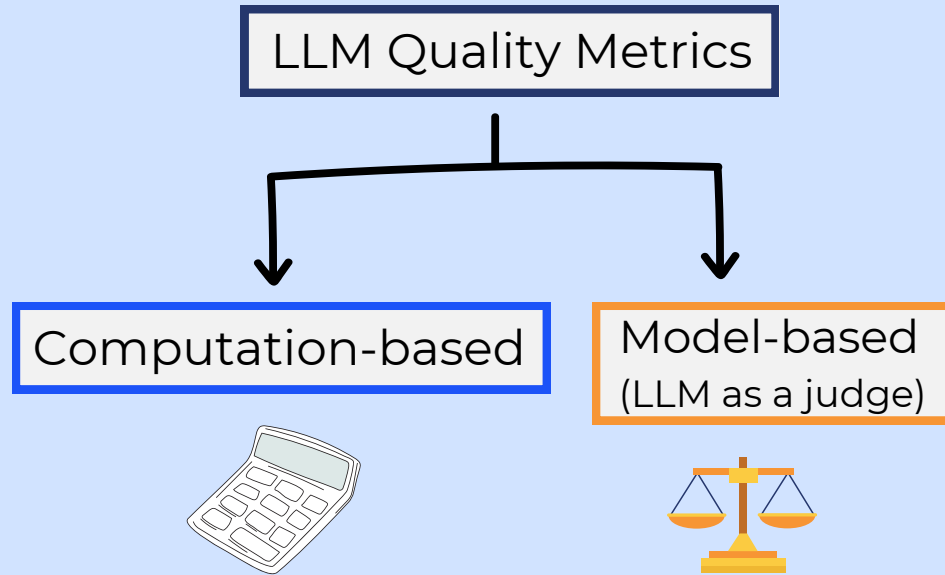 LLM Quality Metrics
Computation-based
Model-based
(LLM as a judge)